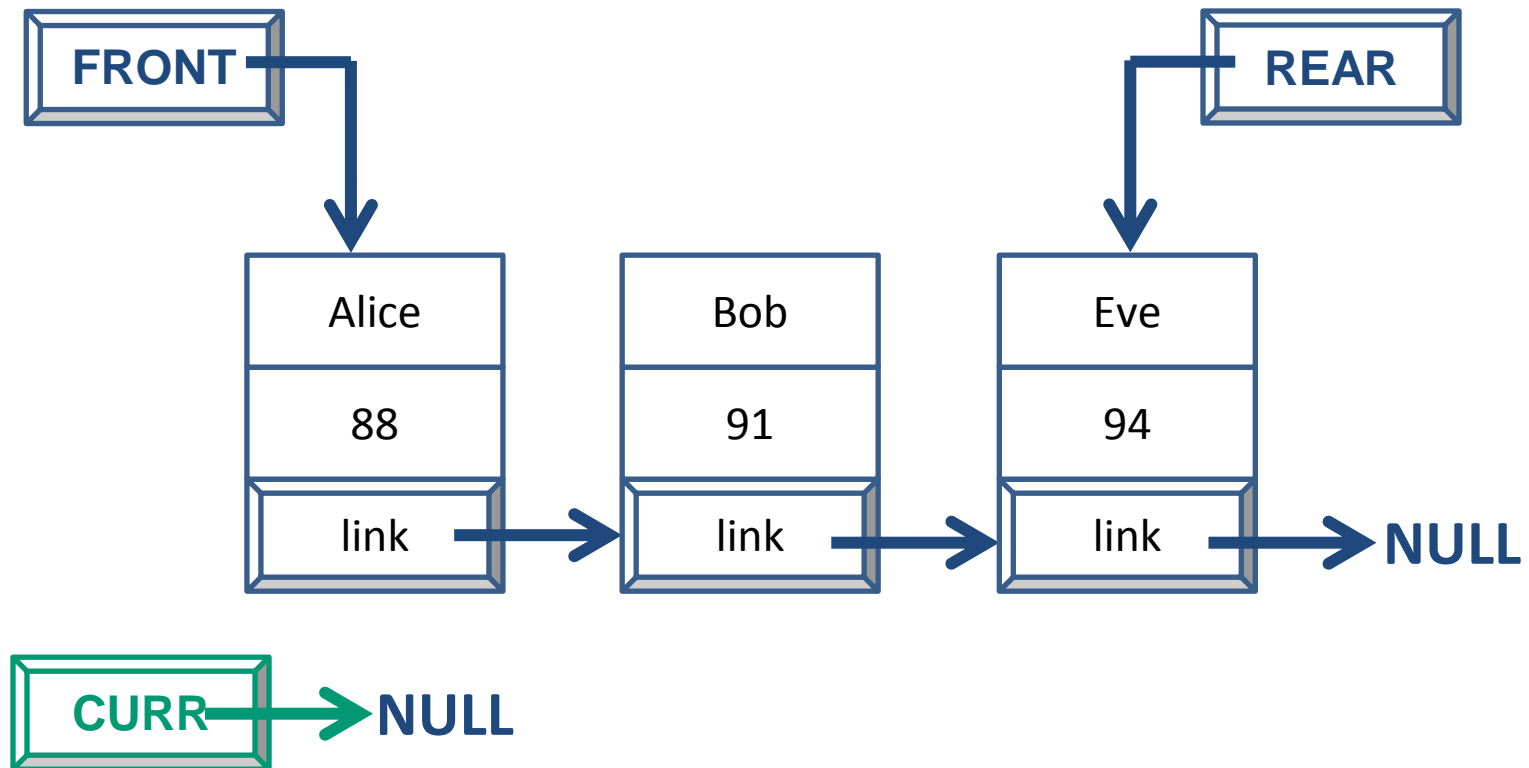 FRONT
REAR
Alice
Bob
Eve
88
91
94
link
link
link
NULL
CURR
NULL